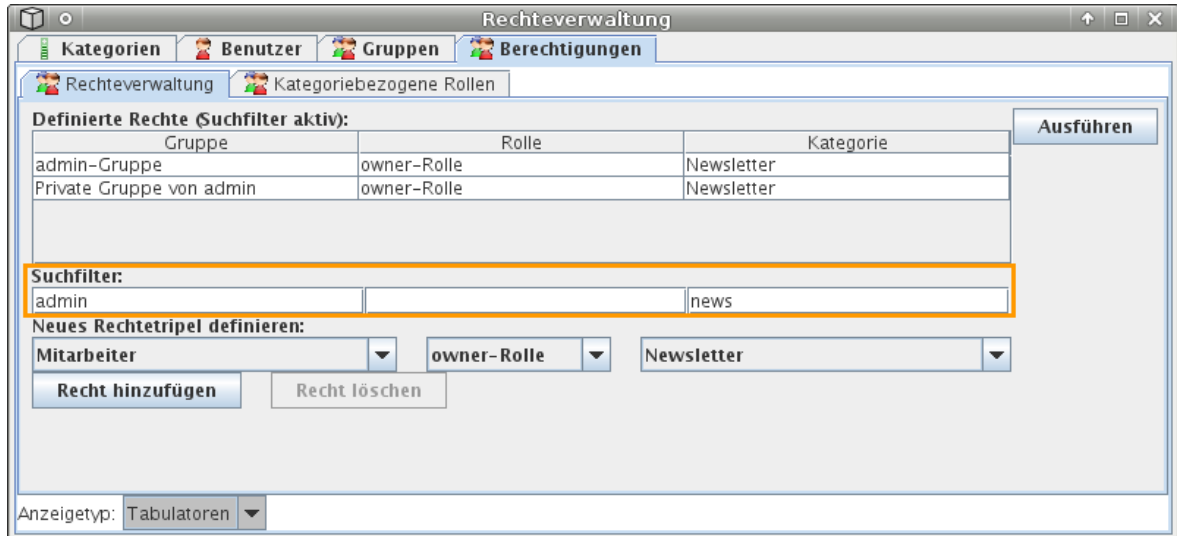 Rechteverwaltung
Kategorien Benutzer Gruppen Berechtigungen
Rechteverwaltung Kategoriebezogene Rollen
Definierte Rechte (Suchfilter aktiv): Ausführen
Gruppe Rolle Kategorie
admin-Gruppe owner-Rolle Newsletter
Private Gruppe von admin owner-Rolle Newsletter
Suchfilter:
admin news
Neues Rechtetripel definieren:
Mitarbeiter owner-Rolle Newsletter
Recht hinzufügen Recht löschen
Anzeigetyp: Tabulatoren